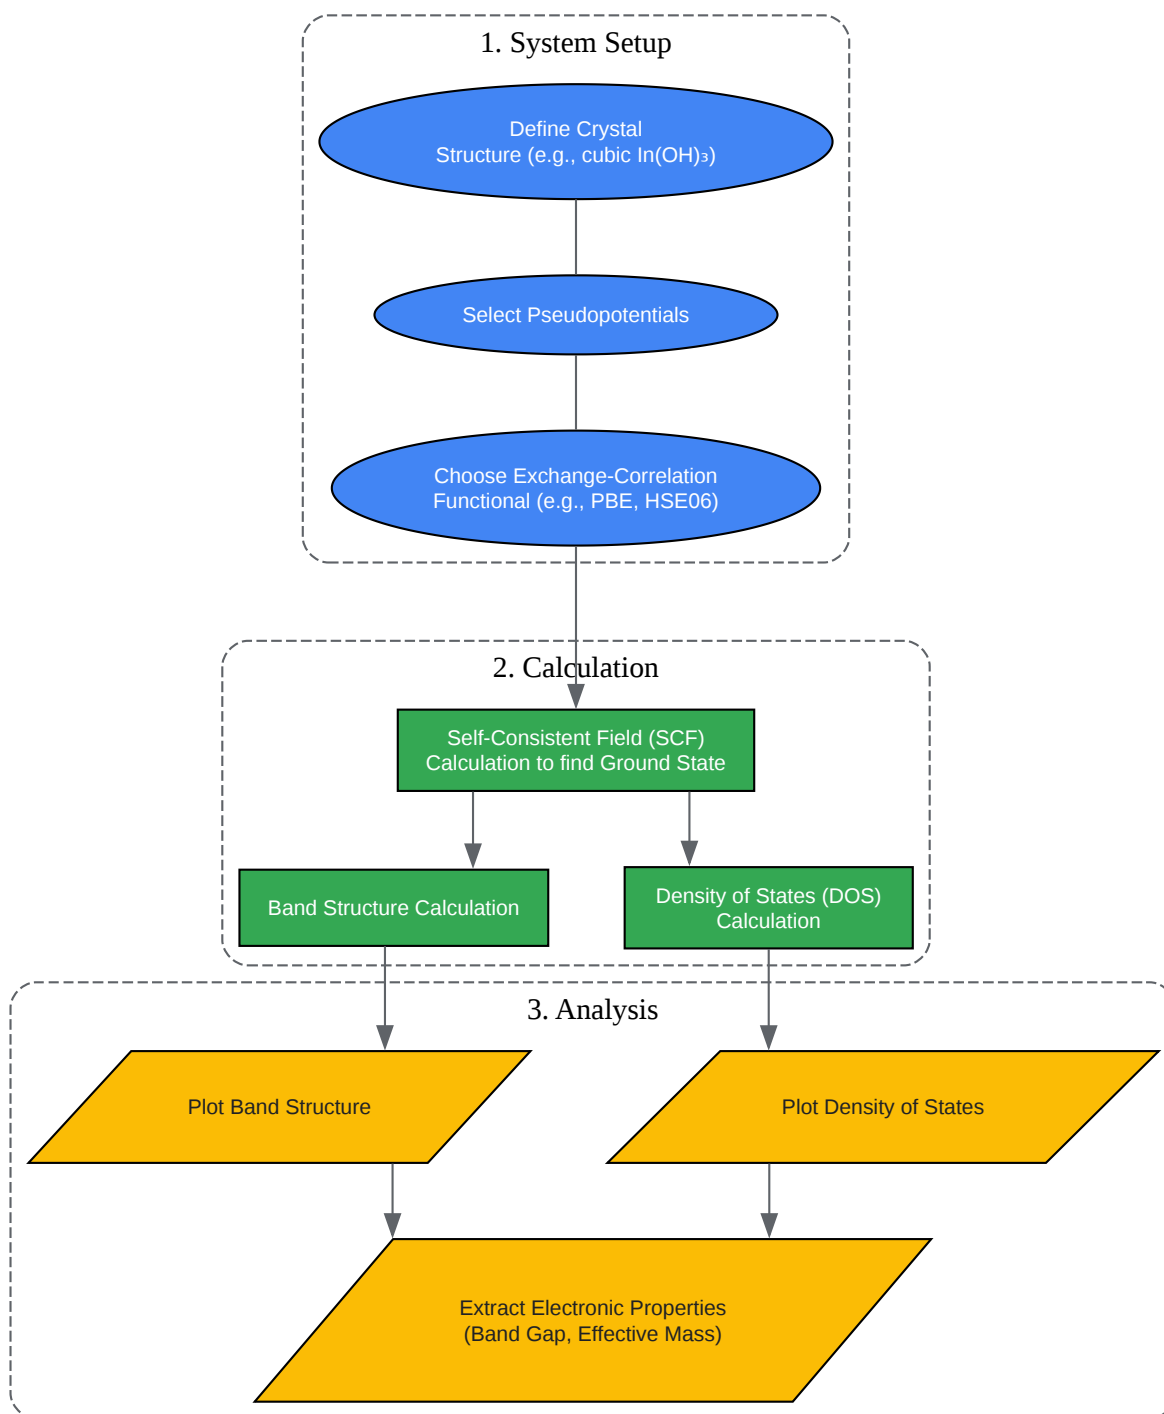 1. System Setup
Define Crystal
Structure (e.g., cubic In(OH)₃)
Select Pseudopotentials
Choose Exchange-Correlation
Functional (e.g., PBE, HSE06)
2. Calculation
Self-Consistent Field (SCF)
Calculation to find Ground State
Band Structure Calculation
Density of States (DOS)
Calculation
3. Analysis
Plot Band Structure
Plot Density of States
Extract Electronic Properties
(Band Gap, Effective Mass)